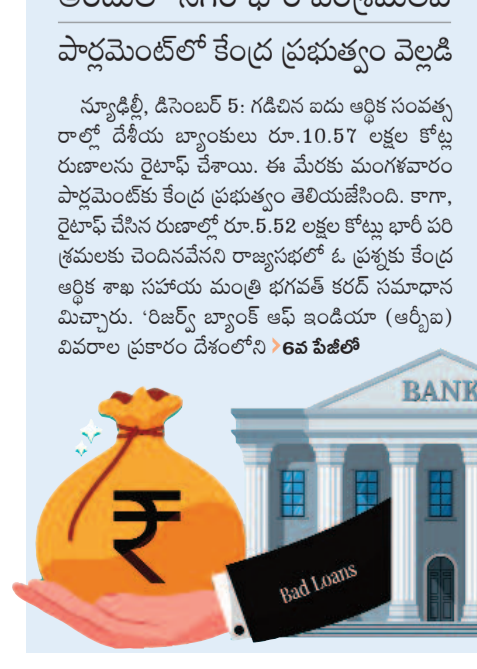 పార్లమెంట్‌లో కేంద్ర ప్రభుత్వం వెల్లడి
న్యూఢిల్లీ, డిసెంబర్ 5: గడిచిన ఐదు ఆర్థిక సంవత్స
రాల్లో దేశీయ బ్యాంకులు రూ.10.57 లక్షల కోట్ల
రుణాలను రైటాఫ్ చేశాయి. ఈ మేరకు మంగళవారం
పార్లమెంట్‌కు కేంద్ర ప్రభుత్వం తెలియజేసింది. కాగా,
రైటాఫ్ చేసిన రుణాల్లో రూ.5.52 లక్షల కోట్లు భారీ పరి
శ్రమలకు చెందినవేనని రాజ్యసభలో ఓ ప్రశ్నకు కేంద్ర
ఆర్థిక శాఖ సహాయ మంత్రి భగవత్ కరద్ సమాధాన
మిచ్చారు. ‘రిజర్వ్ బ్యాంక్ ఆఫ్ ఇండియా (ఆర్బీఐ)
వివరాల ప్రకారం దేశంలోని >6వ పేజీలో
BANK
₹
Bad Loans